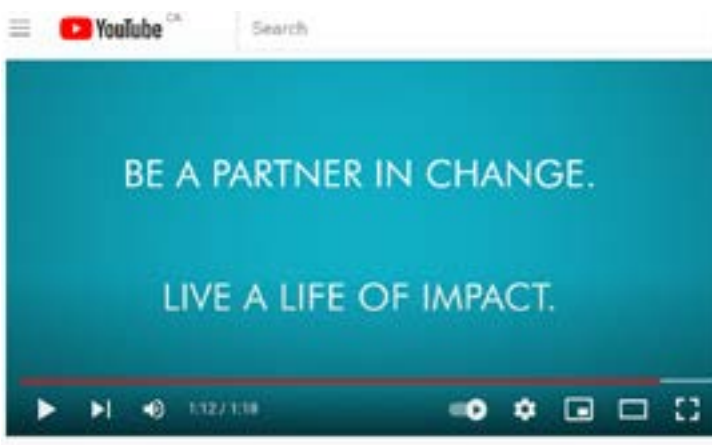 YouTube CA
Search
BE A PARTNER IN CHANGE.
LIVE A LIFE OF IMPACT.
1:12 / 1:18